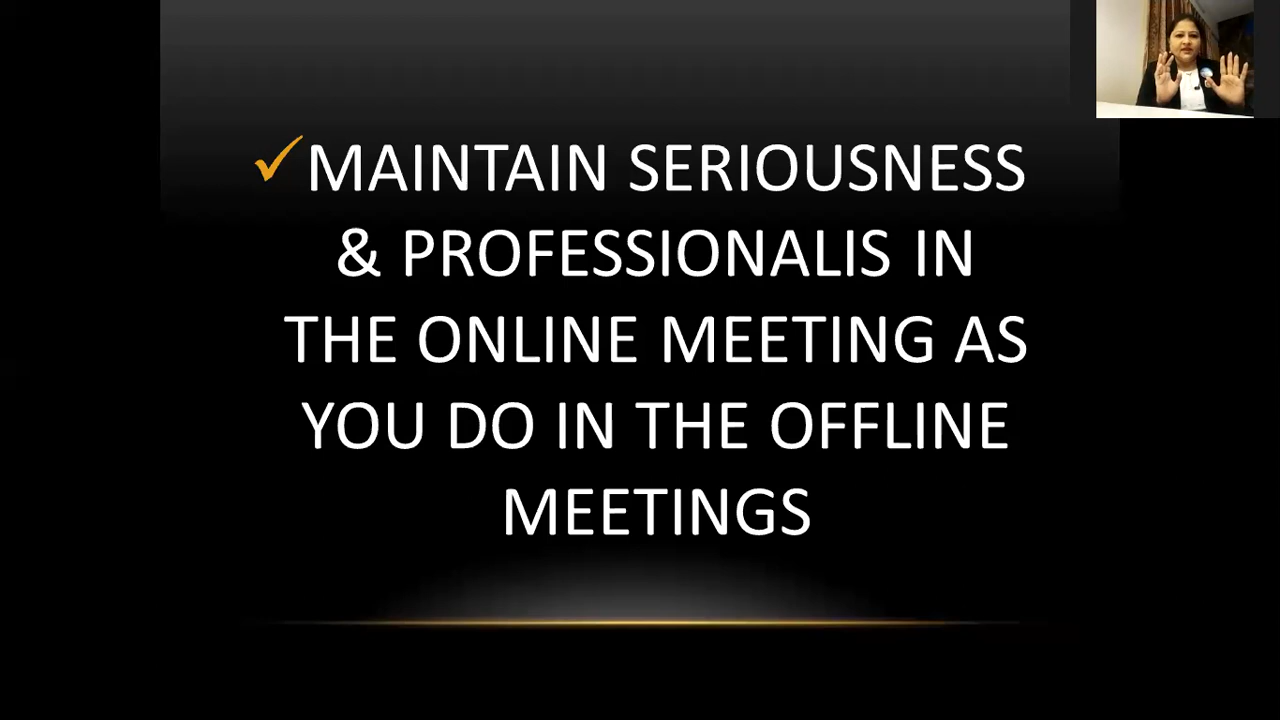 ✓MAINTAIN SERIOUSNESS
& PROFESSIONALIS IN
THE ONLINE MEETING AS
YOU DO IN THE OFFLINE
MEETINGS